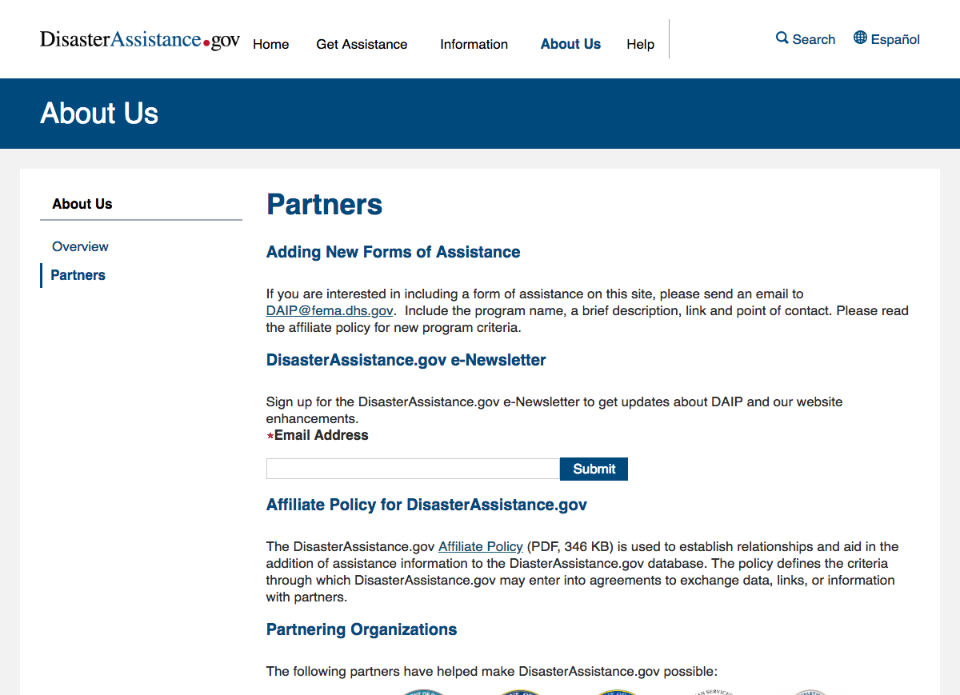 DisasterAssistance.gov Home Get Assistance Information About Us Help Search Español
About Us
About Us
Overview
Partners
Partners
Adding New Forms of Assistance
If you are interested in including a form of assistance on this site, please send an email to
DAIP@fema.dhs.gov. Include the program name, a brief description, link and point of contact. Please read
the affiliate policy for new program criteria.
DisasterAssistance.gov e-Newsletter
Sign up for the DisasterAssistance.gov e-Newsletter to get updates about DAIP and our website
enhancements.
*Email Address
Submit
Affiliate Policy for DisasterAssistance.gov
The DisasterAssistance.gov Affiliate Policy (PDF, 346 KB) is used to establish relationships and aid in the
addition of assistance information to the DiasterAssistance.gov database. The policy defines the criteria
through which DisasterAssistance.gov may enter into agreements to exchange data, links, or information
with partners.
Partnering Organizations
The following partners have helped make DisasterAssistance.gov possible: